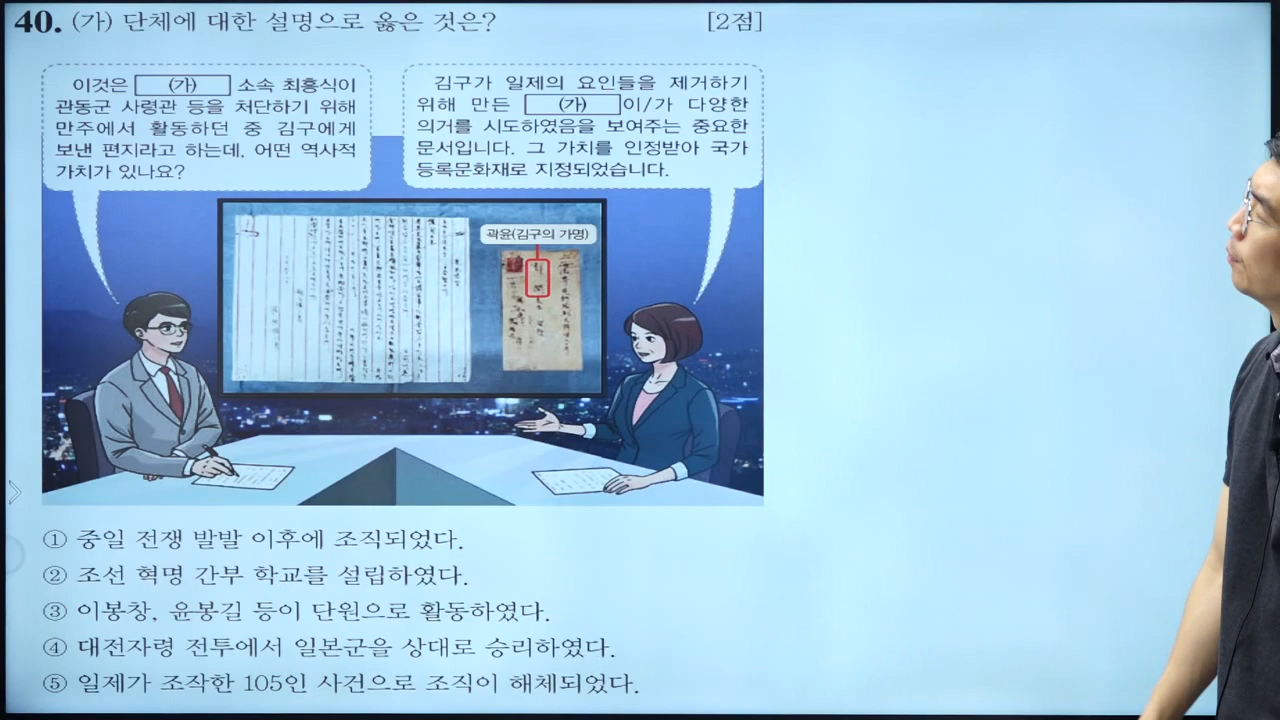 40. (가) 단체에 대한 설명으로 옳은 것은? [2점]
이것은 (가) 소속 최흥식이
관동군 사령관 등을 처단하기 위해
만주에서 활동하던 중 김구에게
보낸 편지라고 하는데, 어떤 역사적
가치가 있나요?
김구가 일제의 요인들을 제거하기
위해 만든 (가) 이/가 다양한
의거를 시도하였음을 보여주는 중요한
문서입니다. 그 가치를 인정받아 국가
등록문화재로 지정되었습니다.
곽윤(김구의 가명)
① 중일 전쟁 발발 이후에 조직되었다.
② 조선 혁명 간부 학교를 설립하였다.
③ 이봉창, 윤봉길 등이 단원으로 활동하였다.
④ 대전자령 전투에서 일본군을 상대로 승리하였다.
⑤ 일제가 조작한 105인 사건으로 조직이 해체되었다.